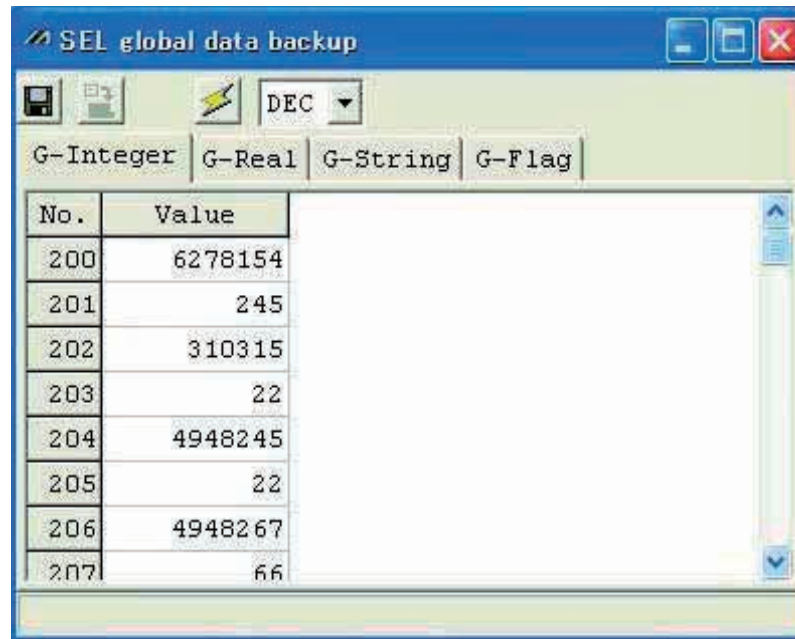 SEL global data backup
DEC
G-Integer G-Real G-String G-Flag
No. Value
200 6278154
201 245
202 310315
203 22
204 4948245
205 22
206 4948267
207 66